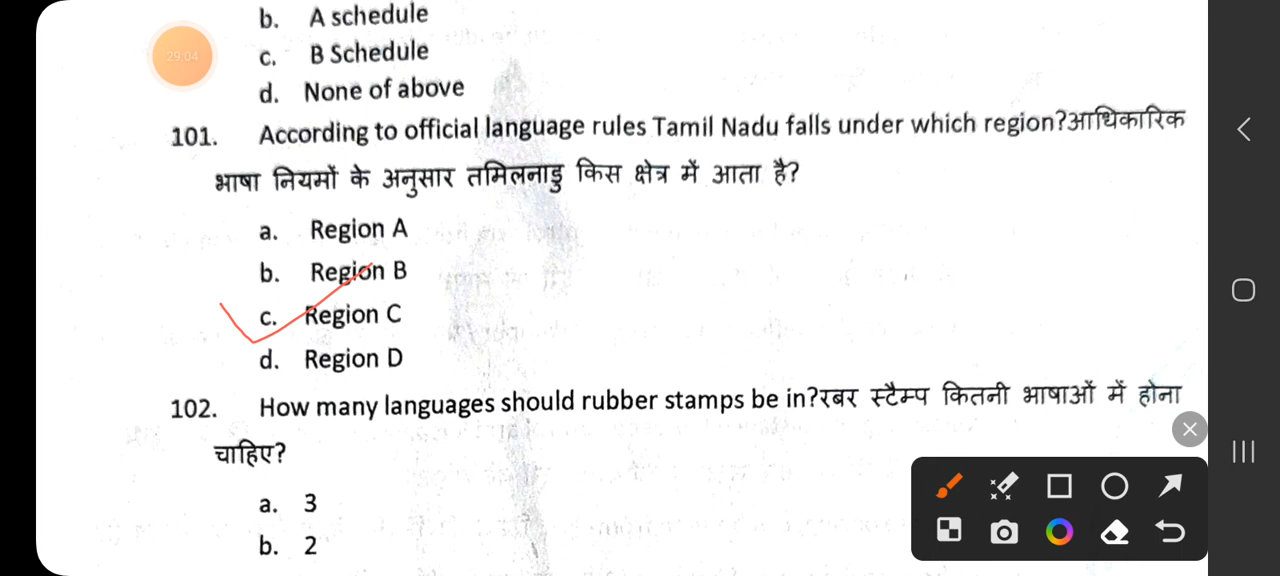 b. A schedule
29:04
c. B Schedule
d. None of above
101. According to official language rules Tamil Nadu falls under which region?आधिकारिक
भाषा नियमों के अनुसार तमिलनाडु किस क्षेत्र में आता है?
a. Region A
b. Region B
c. Region C
d. Region D
102. How many languages should rubber stamps be in?रबर स्टैम्प कितनी भाषाओं में होना
चाहिए?
a. 3
b. 2